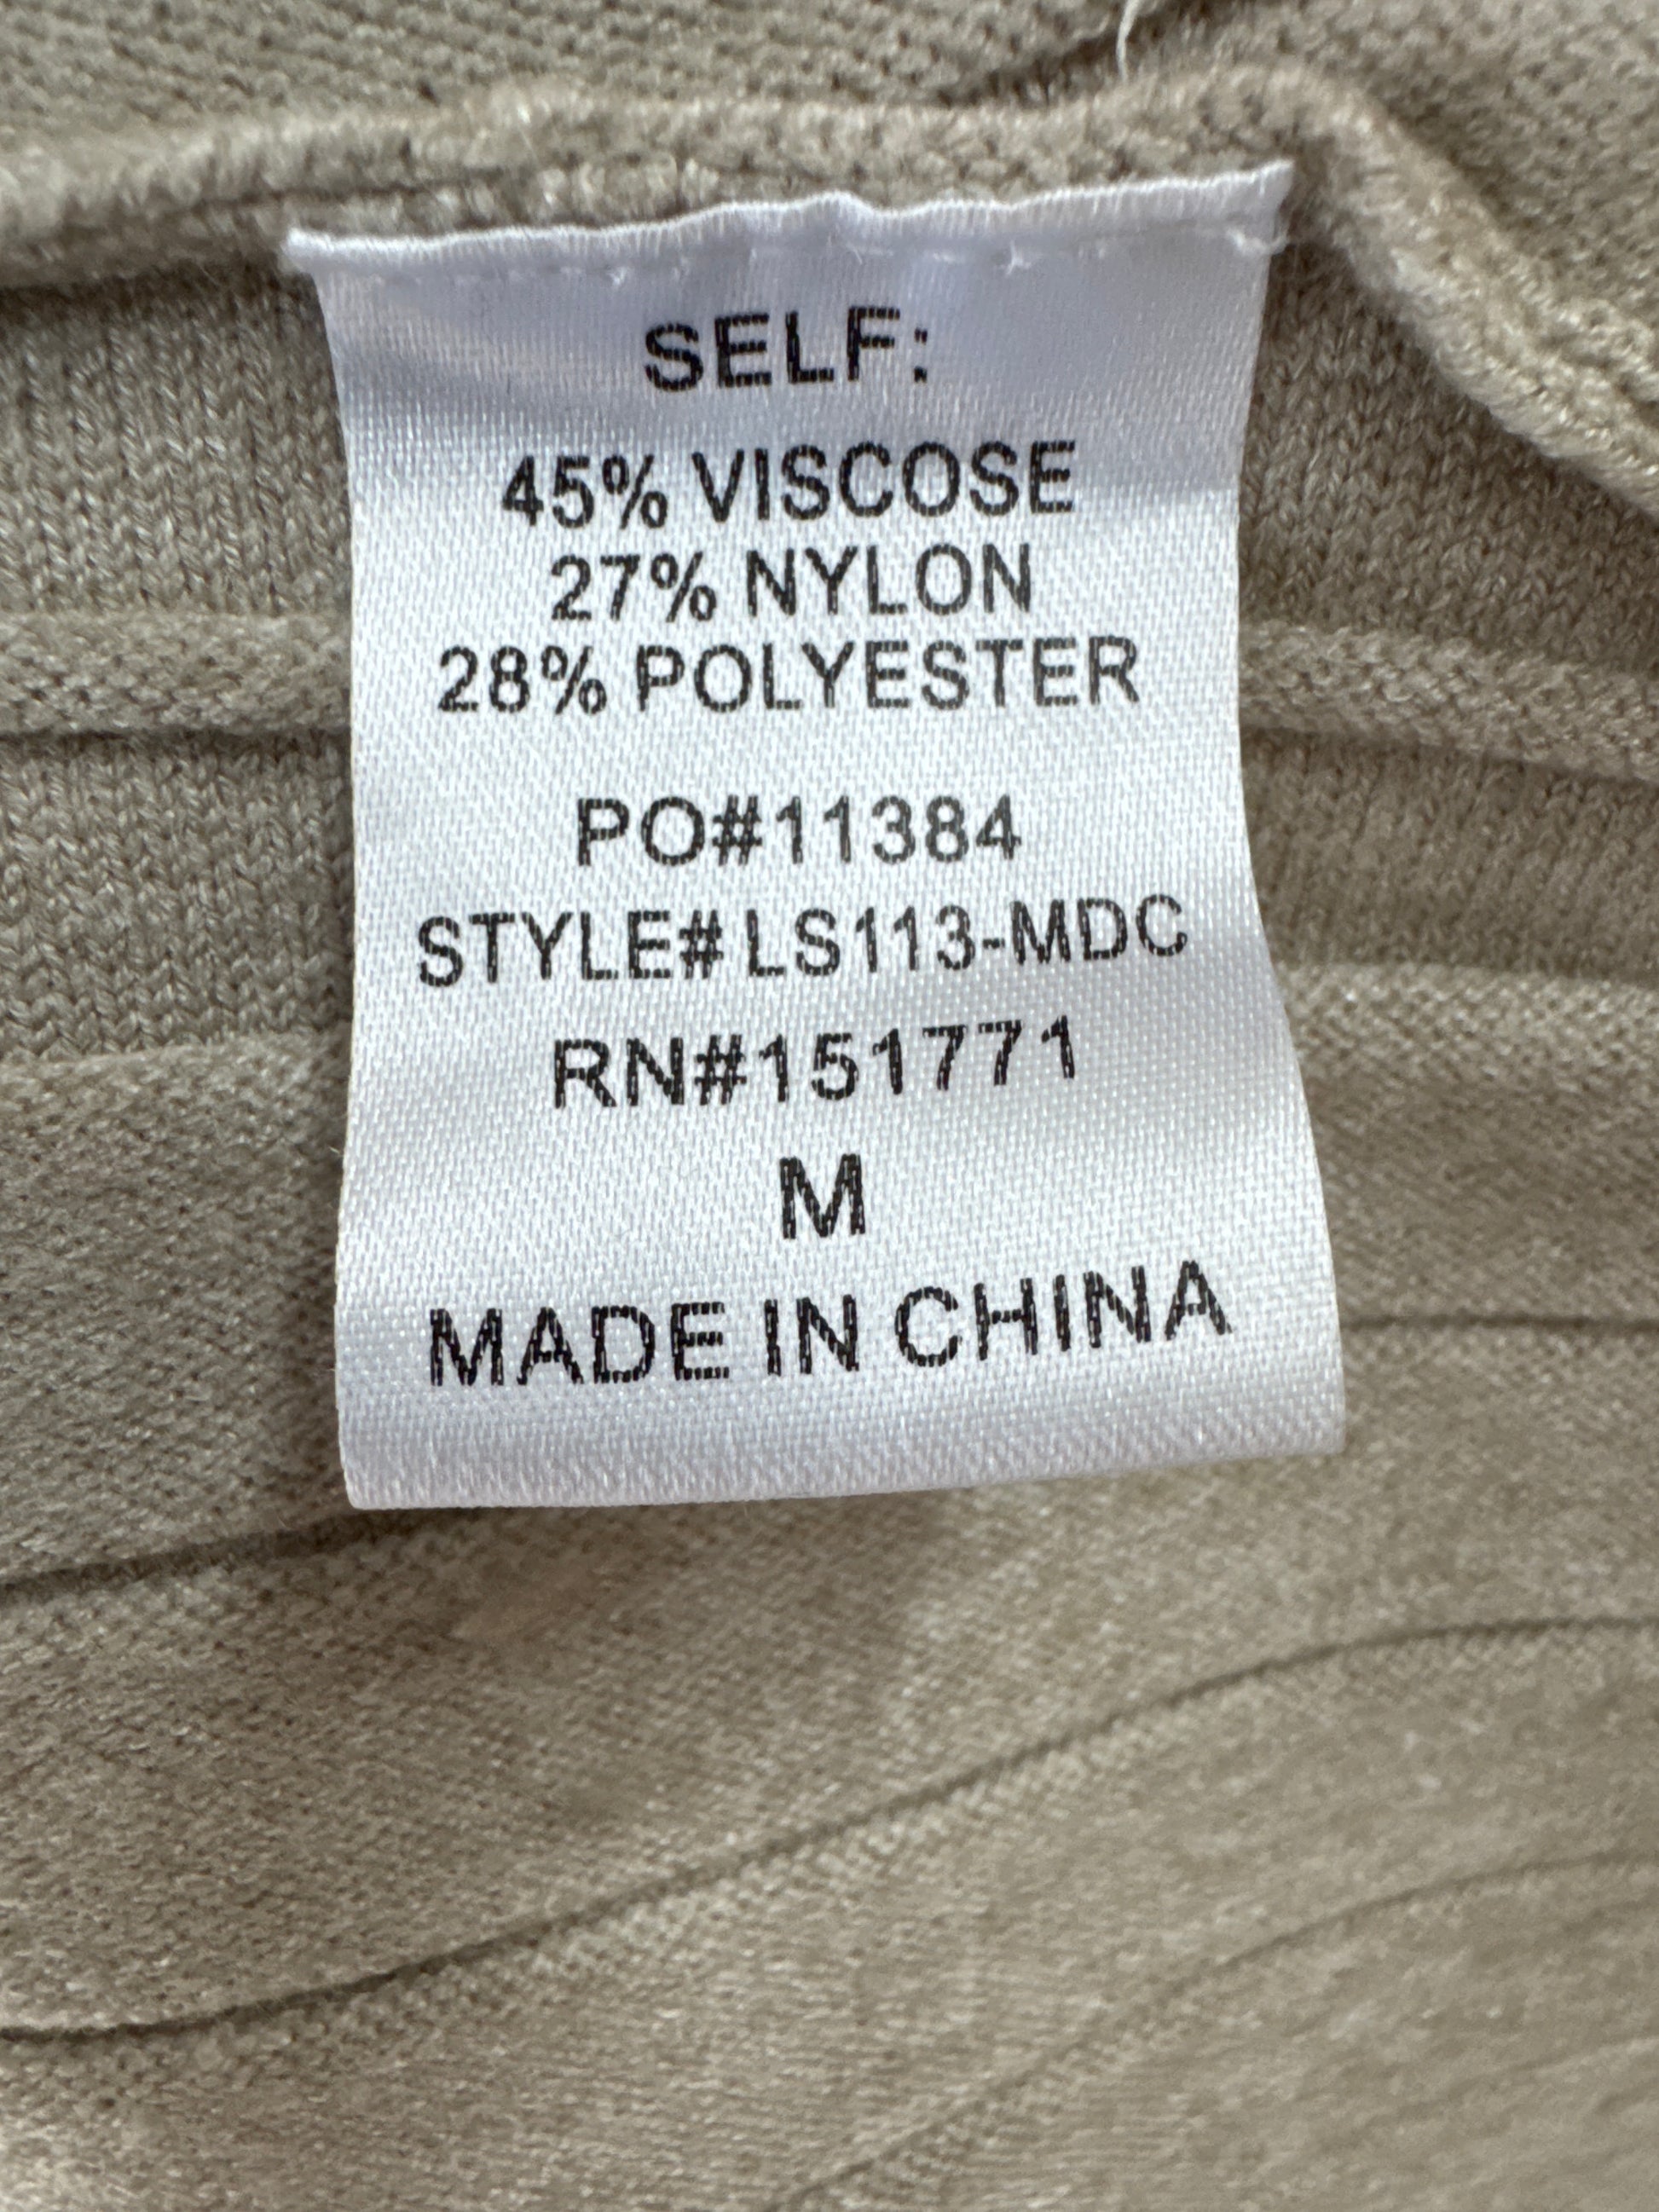 SELF:
45% VISCOSE
27% NYLON
28% POLYESTER
PO#11384
STYLE# LS113-MDC
RN#151771
M
MADE IN CHINA